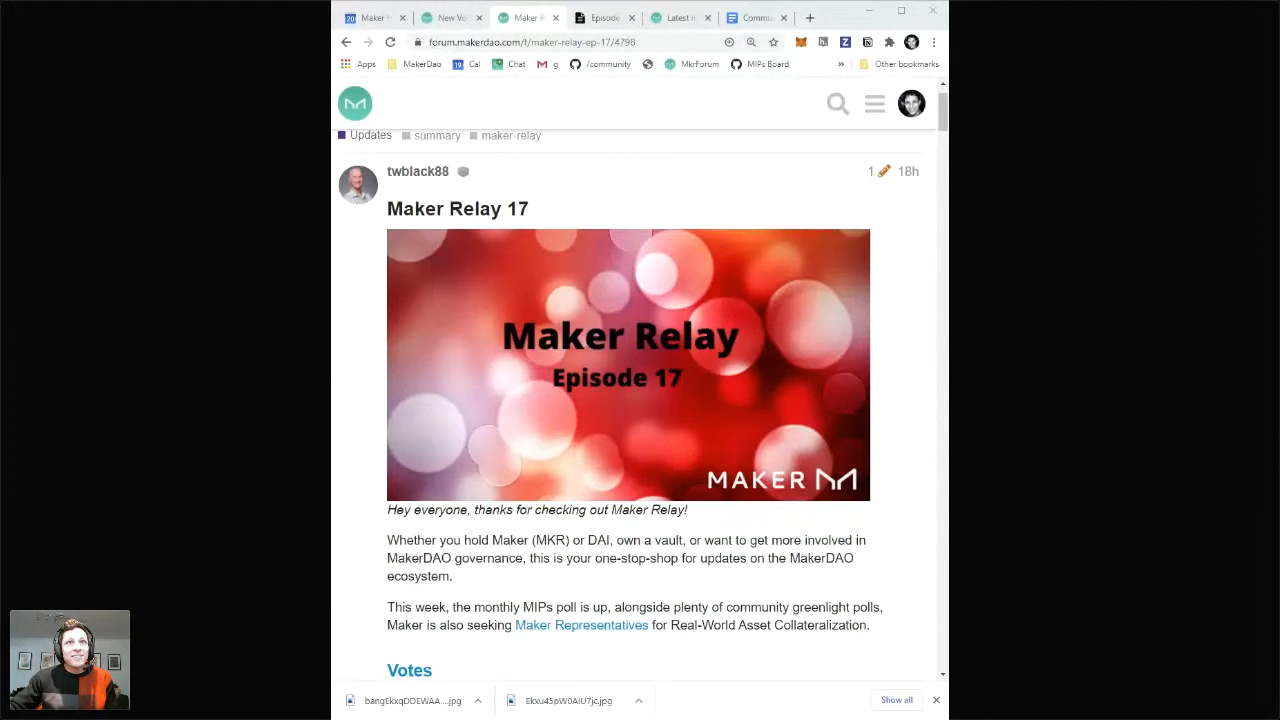 Maker
New Vo
Maker R
Episode
Latest
Commu
forum.makerdao.com/t/maker-relay-ep-17/4798
Apps MakerDao Cal Chat g /community MkrForum MIPs Board » Other bookmarks
Updates summary maker-relay
twblack88 1 18h
Maker Relay 17
Maker Relay
Episode 17
MAKER
Hey everyone, thanks for checking out Maker Relay!
Whether you hold Maker (MKR) or DAI, own a vault, or want to get more involved in
MakerDAO governance, this is your one-stop-shop for updates on the MakerDAO
ecosystem.
This week, the monthly MIPs poll is up, alongside plenty of community greenlight polls,
Maker is also seeking Maker Representatives for Real-World Asset Collateralization.
Votes
Show all